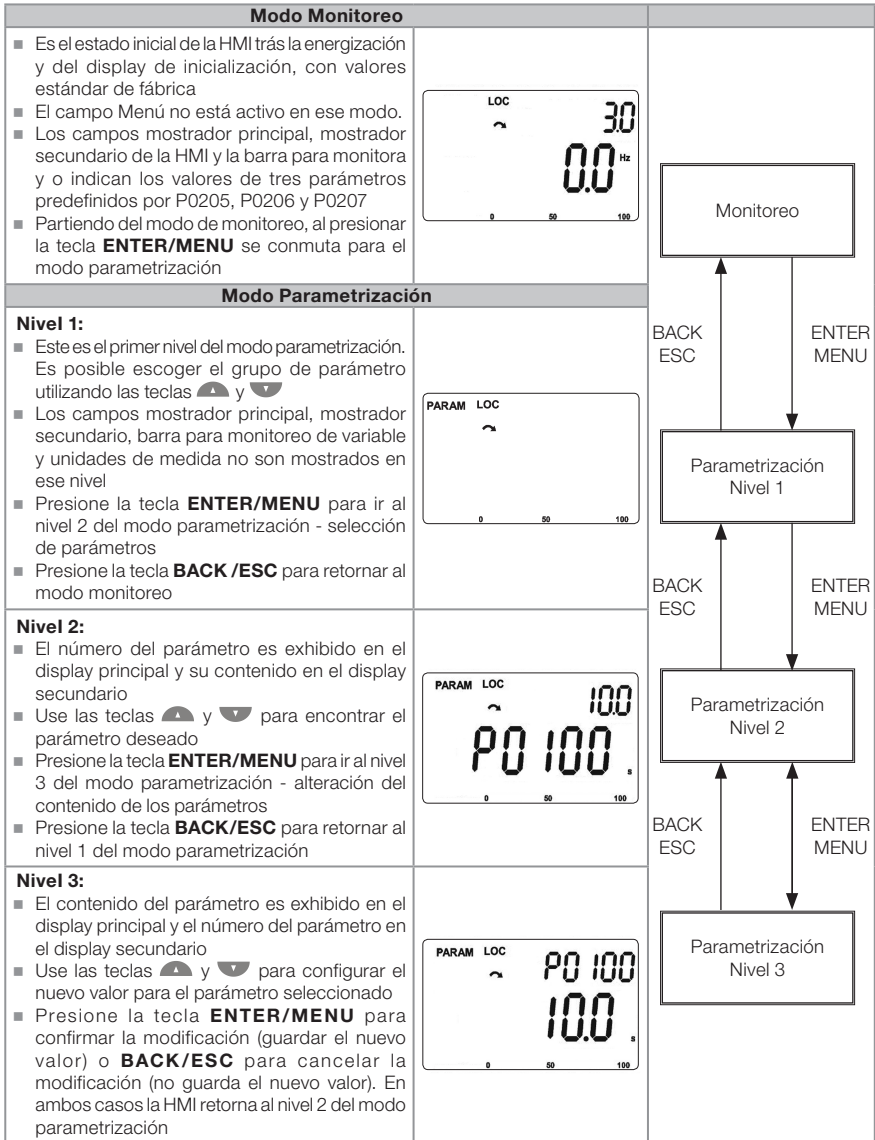 Modo Monitoreo
■ Es el estado inicial de la HMI trás la energización
y del display de inicialización, con valores
estándar de fábrica
■ El campo Menú no está activo en ese modo.
■ Los campos mostrador principal, mostrador
secundario de la HMI y la barra para monitora
y o indican los valores de tres parámetros
predefinidos por P0205, P0206 y P0207
■ Partiendo del modo de monitoreo, al presionar
la tecla ENTER/MENU se conmuta para el
modo parametrización
LOC
3.0
0.0 Hz
0 50 100
Modo Parametrización
Nivel 1:
■ Este es el primer nivel del modo parametrización.
Es posible escoger el grupo de parámetro
utilizando las teclas y
■ Los campos mostrador principal, mostrador
secundario, barra para monitoreo de variable
y unidades de medida no son mostrados en
ese nivel
■ Presione la tecla ENTER/MENU para ir al
nivel 2 del modo parametrización - selección
de parámetros
■ Presione la tecla BACK /ESC para retornar al
modo monitoreo
PARAM LOC
0 50 100
Nivel 2:
■ El número del parámetro es exhibido en el
display principal y su contenido en el display
secundario
■ Use las teclas y para encontrar el
parámetro deseado
■ Presione la tecla ENTER/MENU para ir al nivel
3 del modo parametrización - alteración del
contenido de los parámetros
■ Presione la tecla BACK/ESC para retornar al
nivel 1 del modo parametrización
PARAM LOC
10.0
P0100 s
0 50 100
Nivel 3:
■ El contenido del parámetro es exhibido en el
display principal y el número del parámetro en
el display secundario
■ Use las teclas y para configurar el
nuevo valor para el parámetro seleccionado
■ Presione la tecla ENTER/MENU para
confirmar la modificación (guardar el nuevo
valor) o BACK/ESC para cancelar la
modificación (no guarda el nuevo valor). En
ambos casos la HMI retorna al nivel 2 del modo
parametrización
PARAM LOC
P0100
10.0 s
0 50 100
Monitoreo
BACK
ESC
ENTER
MENU
Parametrización
Nivel 1
BACK
ESC
ENTER
MENU
Parametrización
Nivel 2
BACK
ESC
ENTER
MENU
Parametrización
Nivel 3